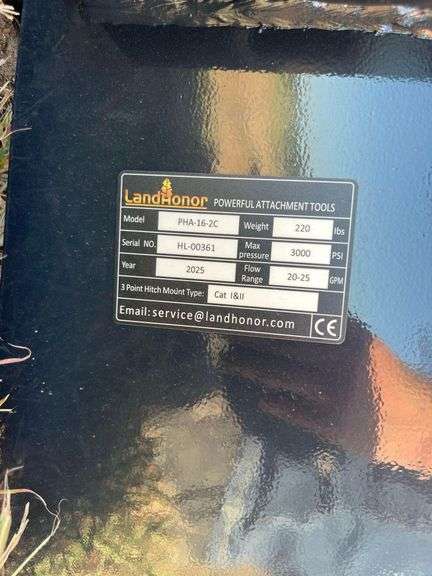 LandHonor POWERFUL ATTACHMENT TOOLS
Model PHA-16-2C Weight 220 lbs
Serial NO. HL-00361 Max pressure 3000 PSI
Year 2025 Flow Range 20-25 GPM
3 Point Hitch Mount Type: Cat I&II
Email:service@landhonor.com CE